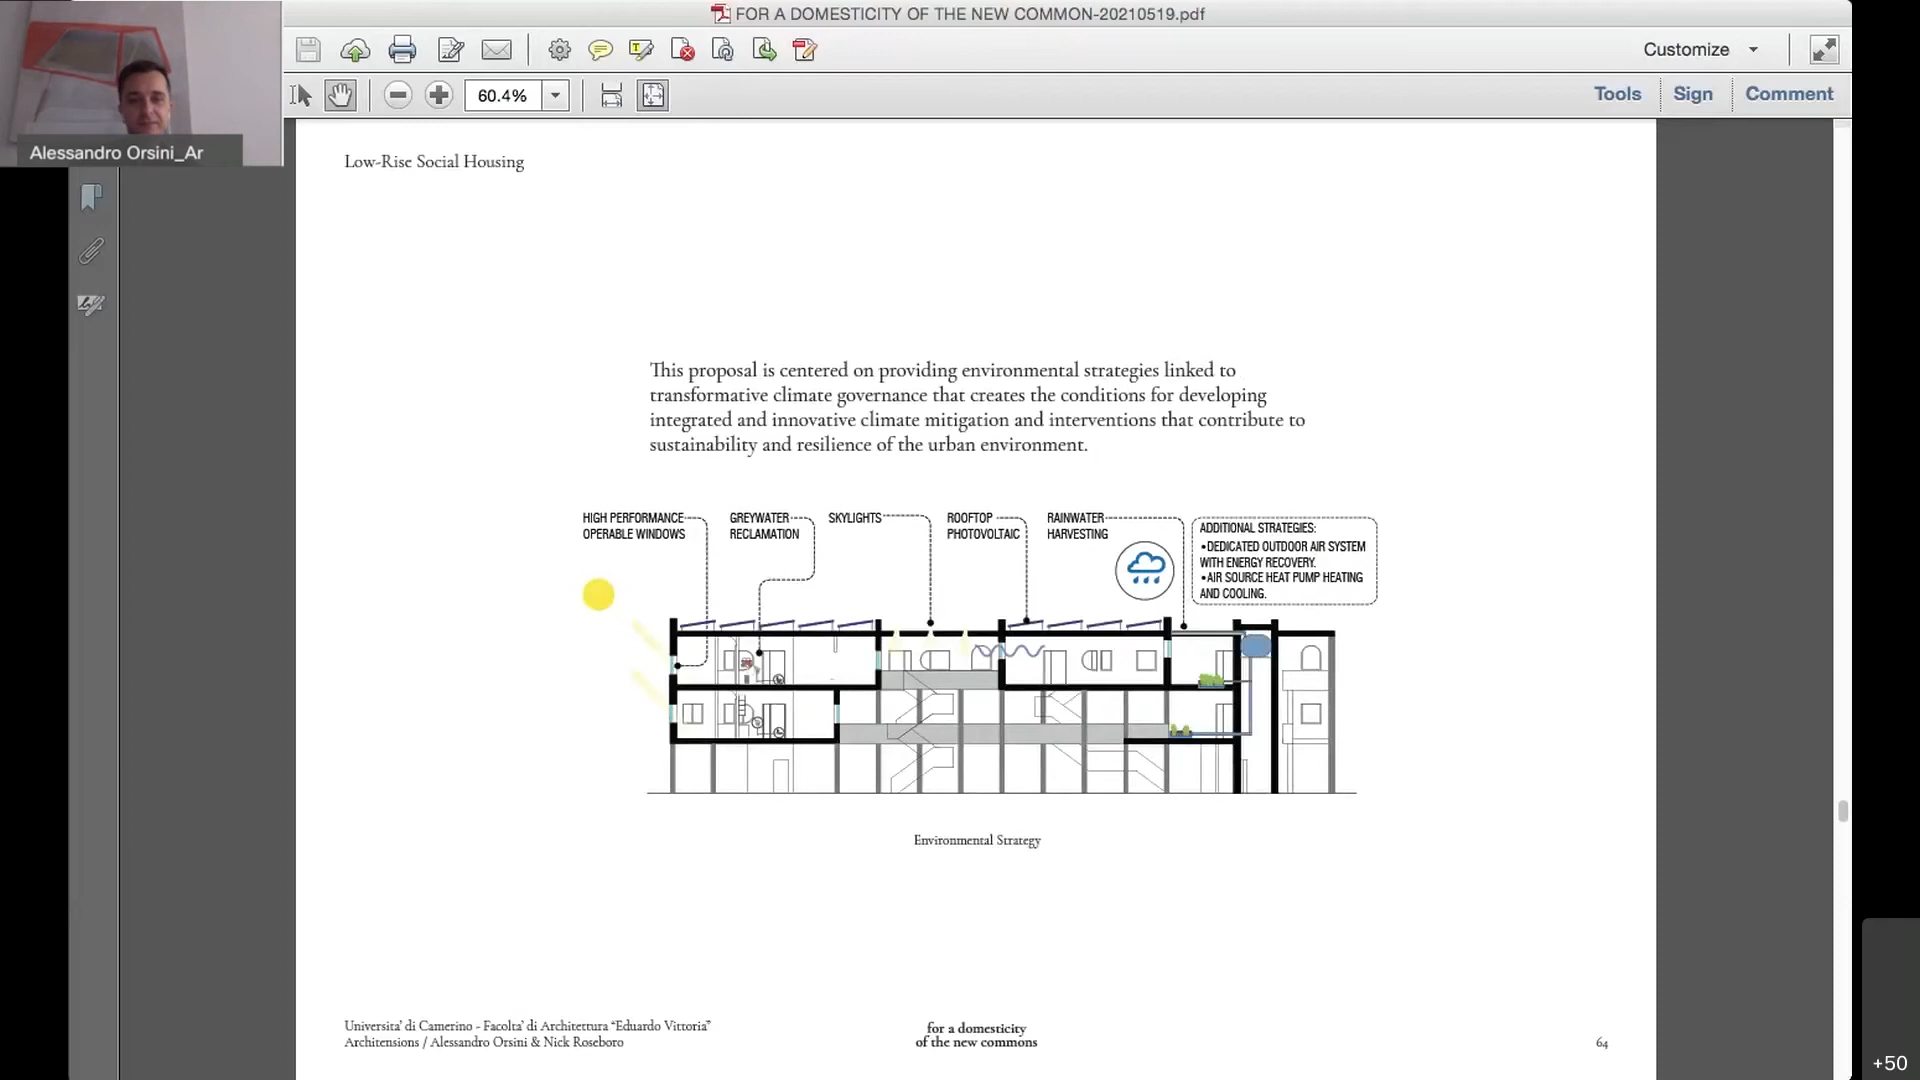 FOR A DOMESTICITY OF THE NEW COMMON-20210519.pdf
Customize
60.4%
Tools
Sign
Comment
Alessandro Orsini_Ar
Low-Rise Social Housing
This proposal is centered on providing environmental strategies linked to
transformative climate governance that creates the conditions for developing
integrated and innovative climate mitigation and interventions that contribute to
sustainability and resilience of the urban environment.
HIGH PERFORMANCE
OPERABLE WINDOWS
GREYWATER
RECLAMATION
SKYLIGHTS
ROOFTOP
PHOTOVOLTAIC
RAINWATER
HARVESTING
ADDITIONAL STRATEGIES:
•DEDICATED OUTDOOR AIR SYSTEM
WITH ENERGY RECOVERY.
•AIR SOURCE HEAT PUMP HEATING
AND COOLING.
Environmental Strategy
Universita' di Camerino - Facolta' di Architettura “Eduardo Vittoria”
Architensions / Alessandro Orsini & Nick Roseboro
for a domesticity
of the new commons
64
+50